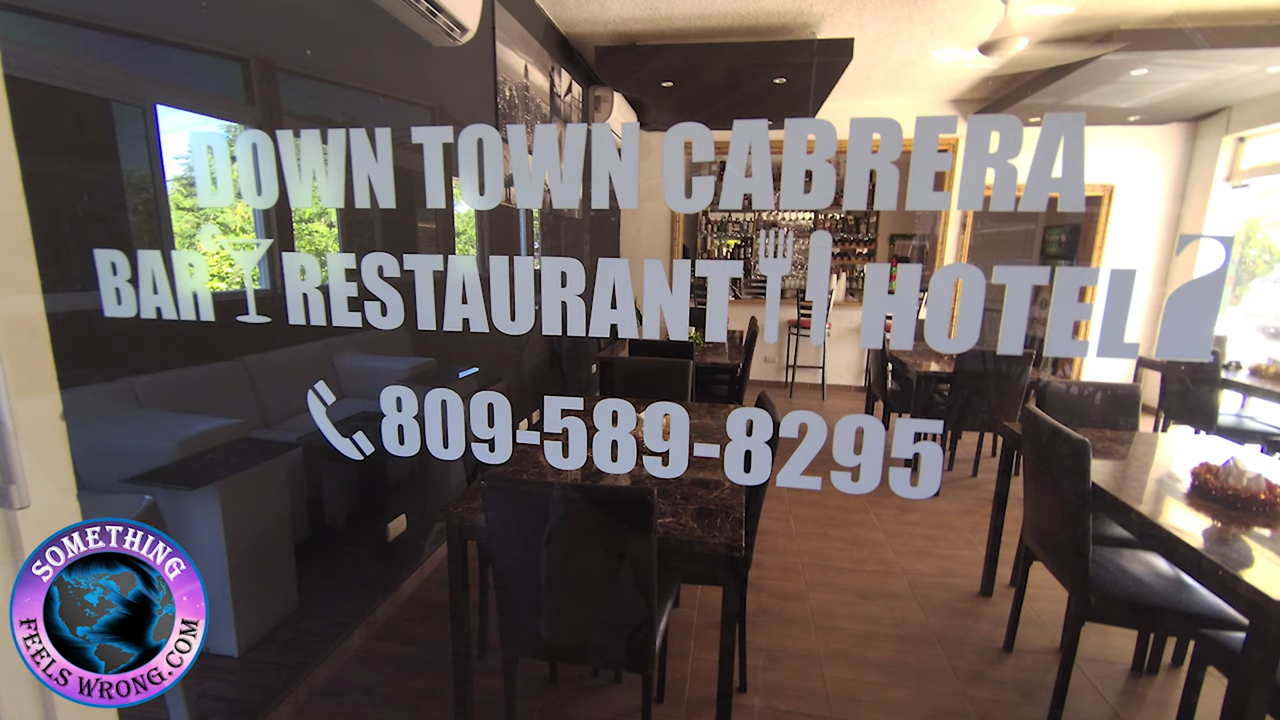 DOWN TOWN CABRERA
BAR RESTAURANT HOTEL
809-589-8295
SOMETHING
FEELS WRONG.COM